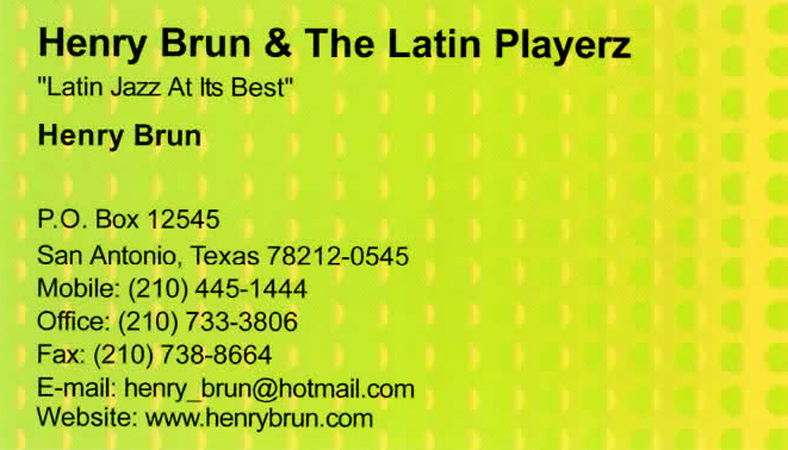 Henry Brun & The Latin Playerz
"Latin Jazz At Its Best"
Henry Brun
P.O. Box 12545
San Antonio, Texas 78212-0545
Mobile: (210) 445-1444
Office: (210) 733-3806
Fax: (210) 738-8664
E-mail: henry_brun@hotmail.com
Website: www.henrybrun.com